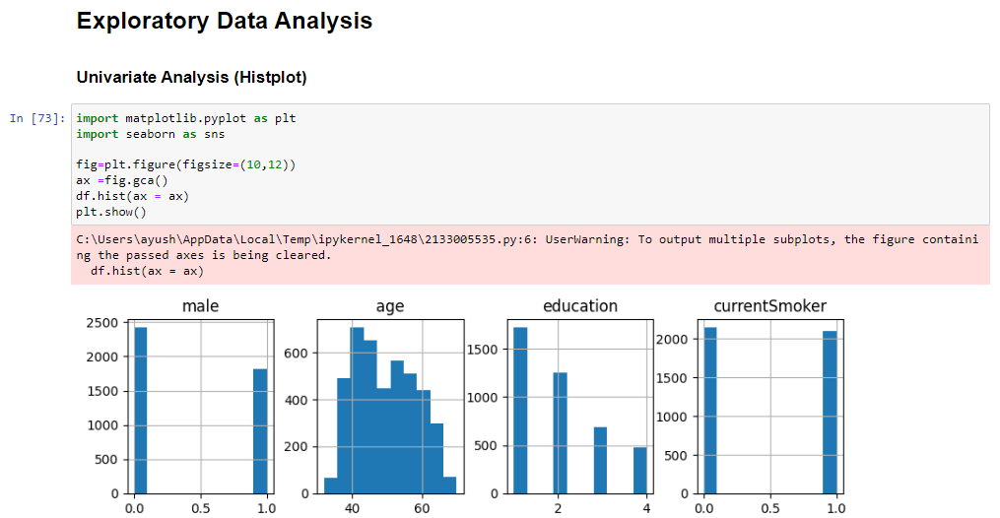 Exploratory Data Analysis
Univariate Analysis (Histplot)
In [73]:
import matplotlib.pyplot as plt
import seaborn as sns
fig=plt.figure(figsize=(10,12))
ax =fig.gca()
df.hist(ax = ax)
plt.show()
C:\Users\ayush\AppData\Local\Temp\ipykernel_1648\2133005535.py:6: UserWarning: To output multiple subplots, the figure containi
ng the passed axes is being cleared.
df.hist(ax = ax)
male
2500
2000
1500
1000
500
0
0.0 0.5 1.0
age
600
400
200
0
40 60
education
1500
1000
500
0
2 4
currentSmoker
2000
1500
1000
500
0
0.0 0.5 1.0